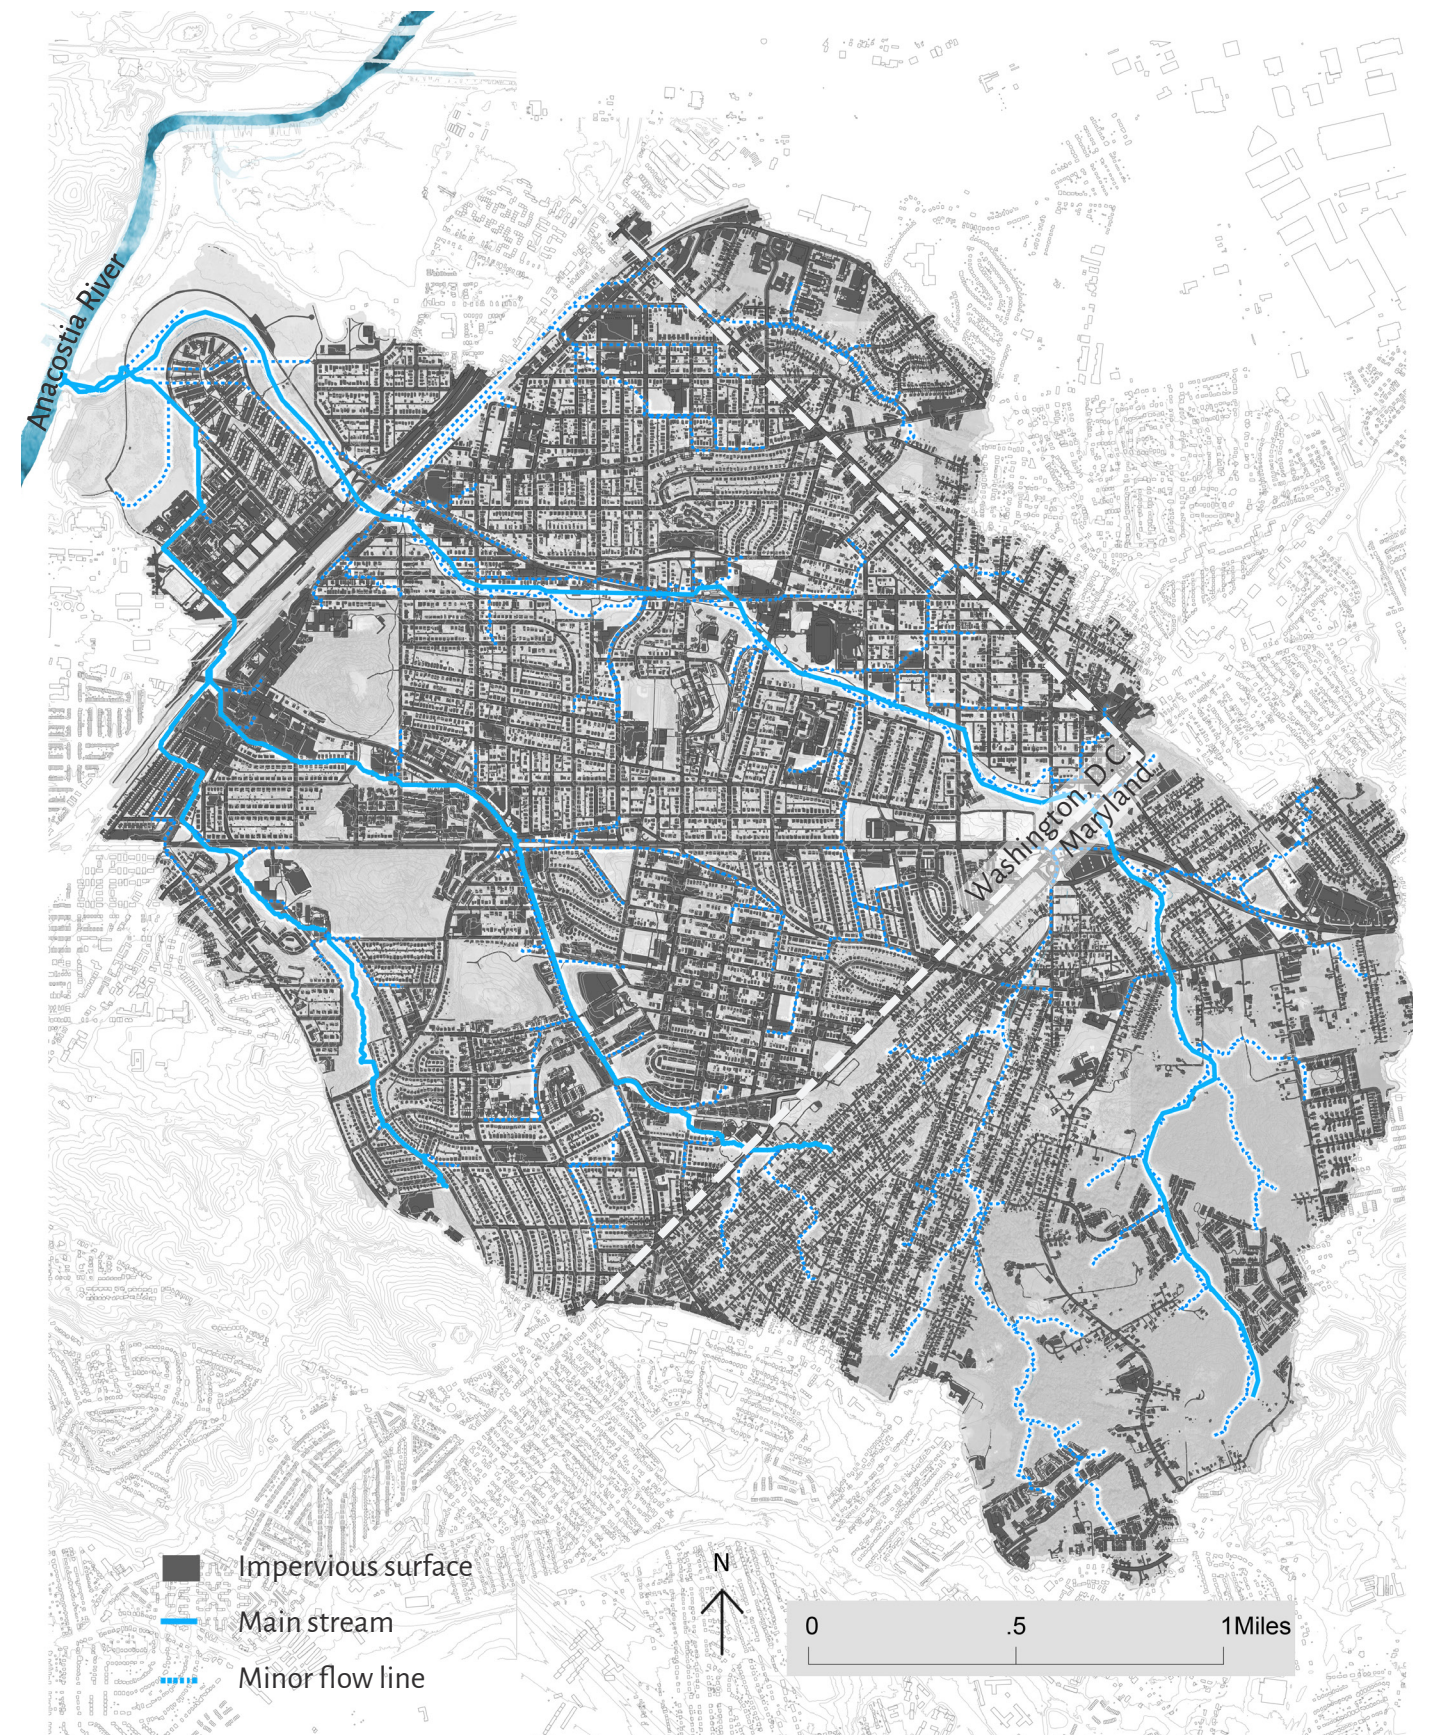 Anacostia River
Washington, D.C.
Maryland
Impervious surface
Main stream
Minor flow line
N
0 .5 1Miles